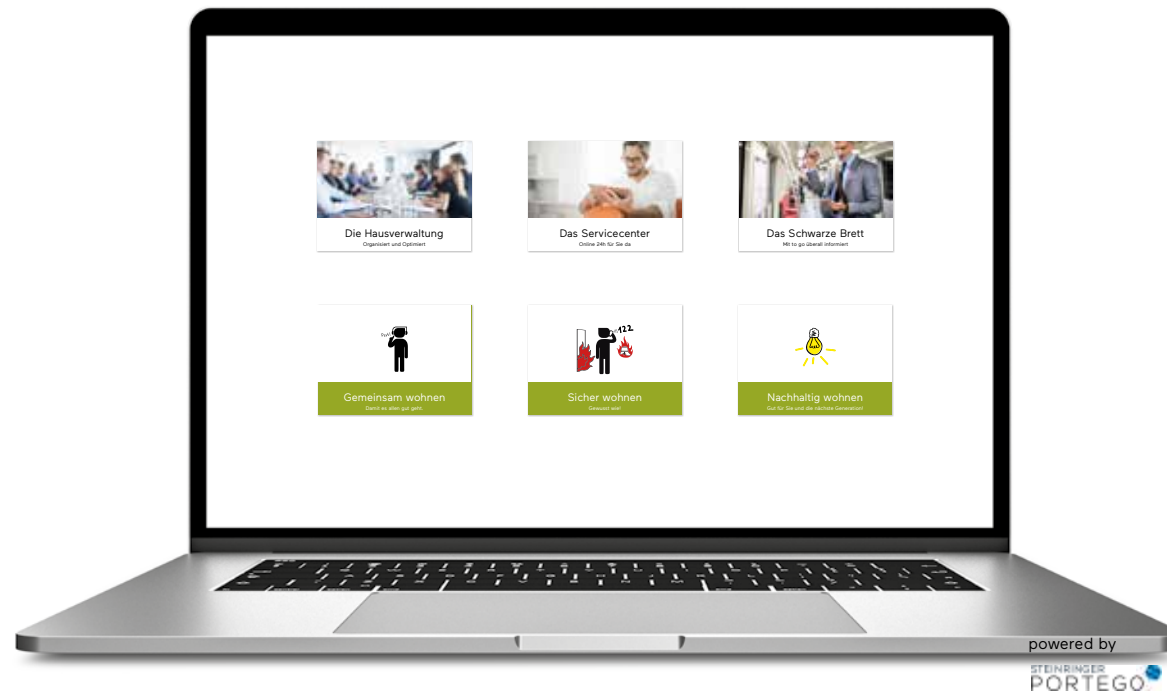 Die Hausverwaltung
Organisiert und Optimiert
Das Servicecenter
Online 24h für Sie da
Das Schwarze Brett
Mit to go überall informiert
122
Gemeinsam wohnen
Damit es allen gut geht.
Sicher wohnen
Gewusst wie!
Nachhaltig wohnen
Gut für Sie und die nächste Generation!
powered by
STEINRINGER
PORTEGO